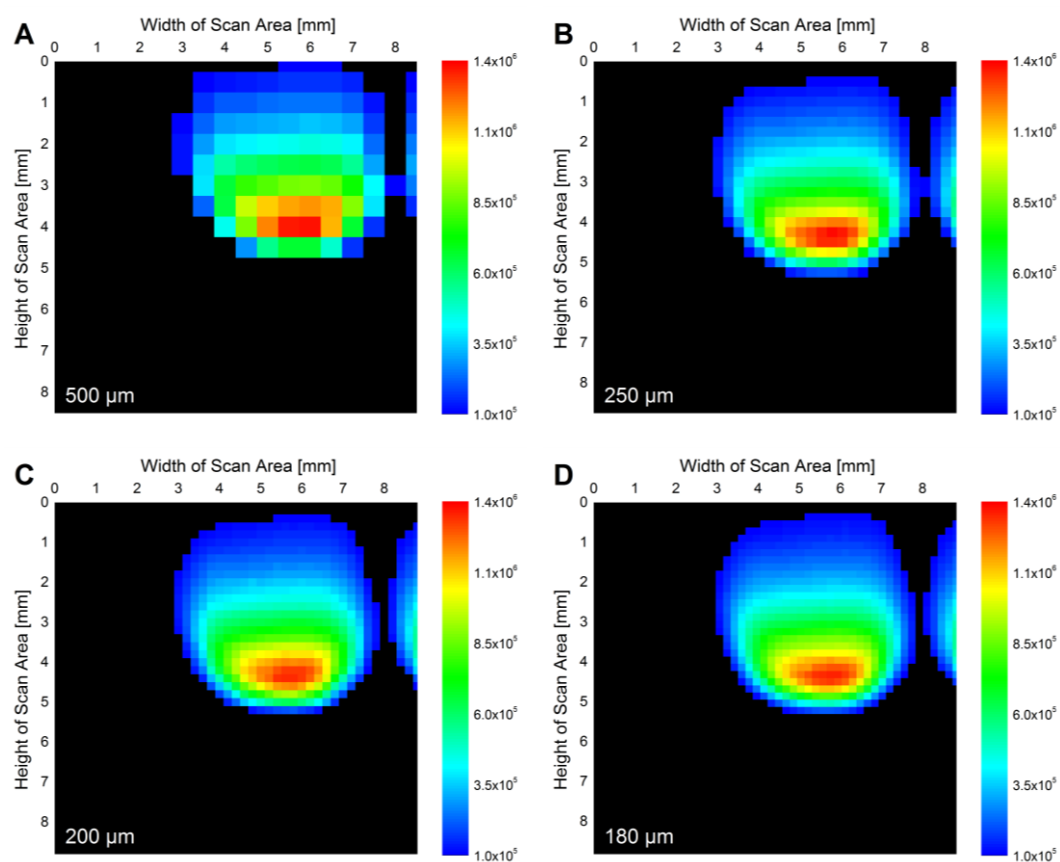 A
Width of Scan Area [mm]
0 1 2 3 4 5 6 7 8
Height of Scan Area [mm]
0
1
2
3
4
5
6
7
8
500 µm
1.4x10⁶
1.1x10⁶
8.5x10⁵
6.0x10⁵
3.5x10⁵
1.0x10⁵
B
Width of Scan Area [mm]
0 1 2 3 4 5 6 7 8
Height of Scan Area [mm]
0
1
2
3
4
5
6
7
8
250 µm
1.4x10⁶
1.1x10⁶
8.5x10⁵
6.0x10⁵
3.5x10⁵
1.0x10⁵
C
Width of Scan Area [mm]
0 1 2 3 4 5 6 7 8
Height of Scan Area [mm]
0
1
2
3
4
5
6
7
8
200 µm
1.4x10⁶
1.1x10⁶
8.5x10⁵
6.0x10⁵
3.5x10⁵
1.0x10⁵
D
Width of Scan Area [mm]
0 1 2 3 4 5 6 7 8
Height of Scan Area [mm]
0
1
2
3
4
5
6
7
8
180 µm
1.4x10⁶
1.1x10⁶
8.5x10⁵
6.0x10⁵
3.5x10⁵
1.0x10⁵